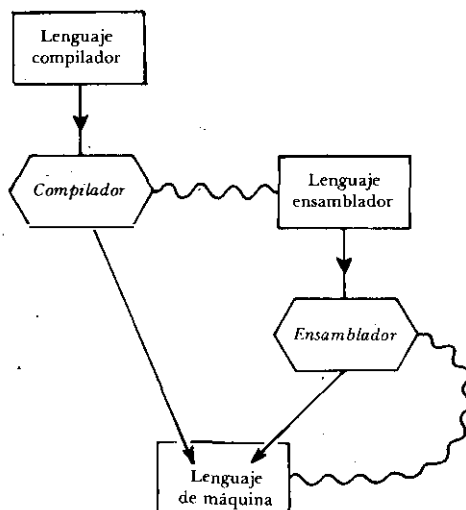 Lenguaje
compilador
Compilador
Lenguaje
ensamblador
Ensamblador
Lenguaje
de máquina